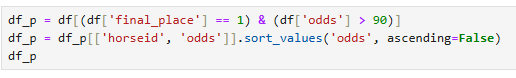 df_p = df[(df['final_place'] == 1) & (df['odds'] > 90)]
df_p = df_p[['horseid', 'odds']].sort_values('odds', ascending=False)
df_p